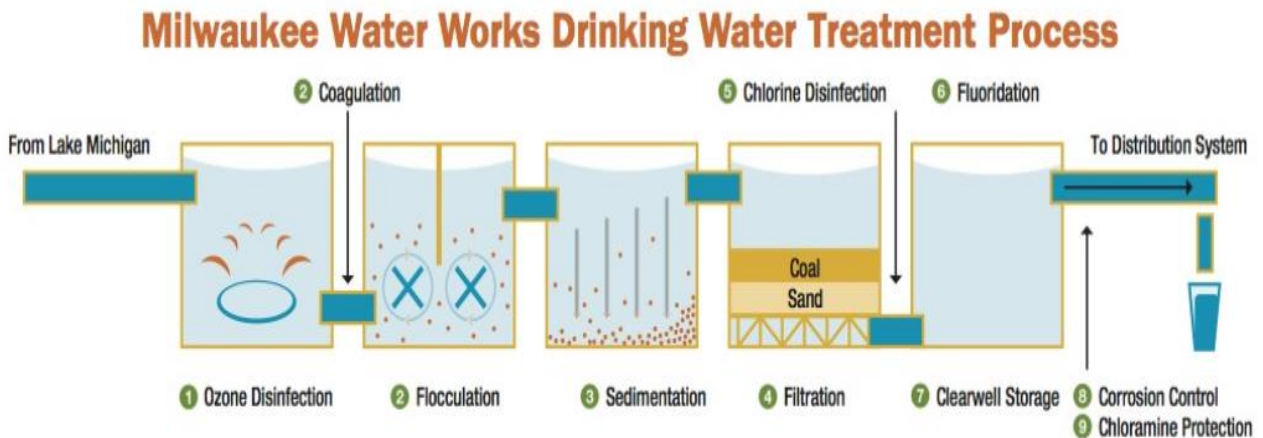 Milwaukee Water Works Drinking Water Treatment Process
2 Coagulation
5 Chlorine Disinfection
6 Fluoridation
From Lake Michigan
To Distribution System
Coal
Sand
1 Ozone Disinfection
2 Flocculation
3 Sedimentation
4 Filtration
7 Clearwell Storage
8 Corrosion Control
9 Chloramine Protection